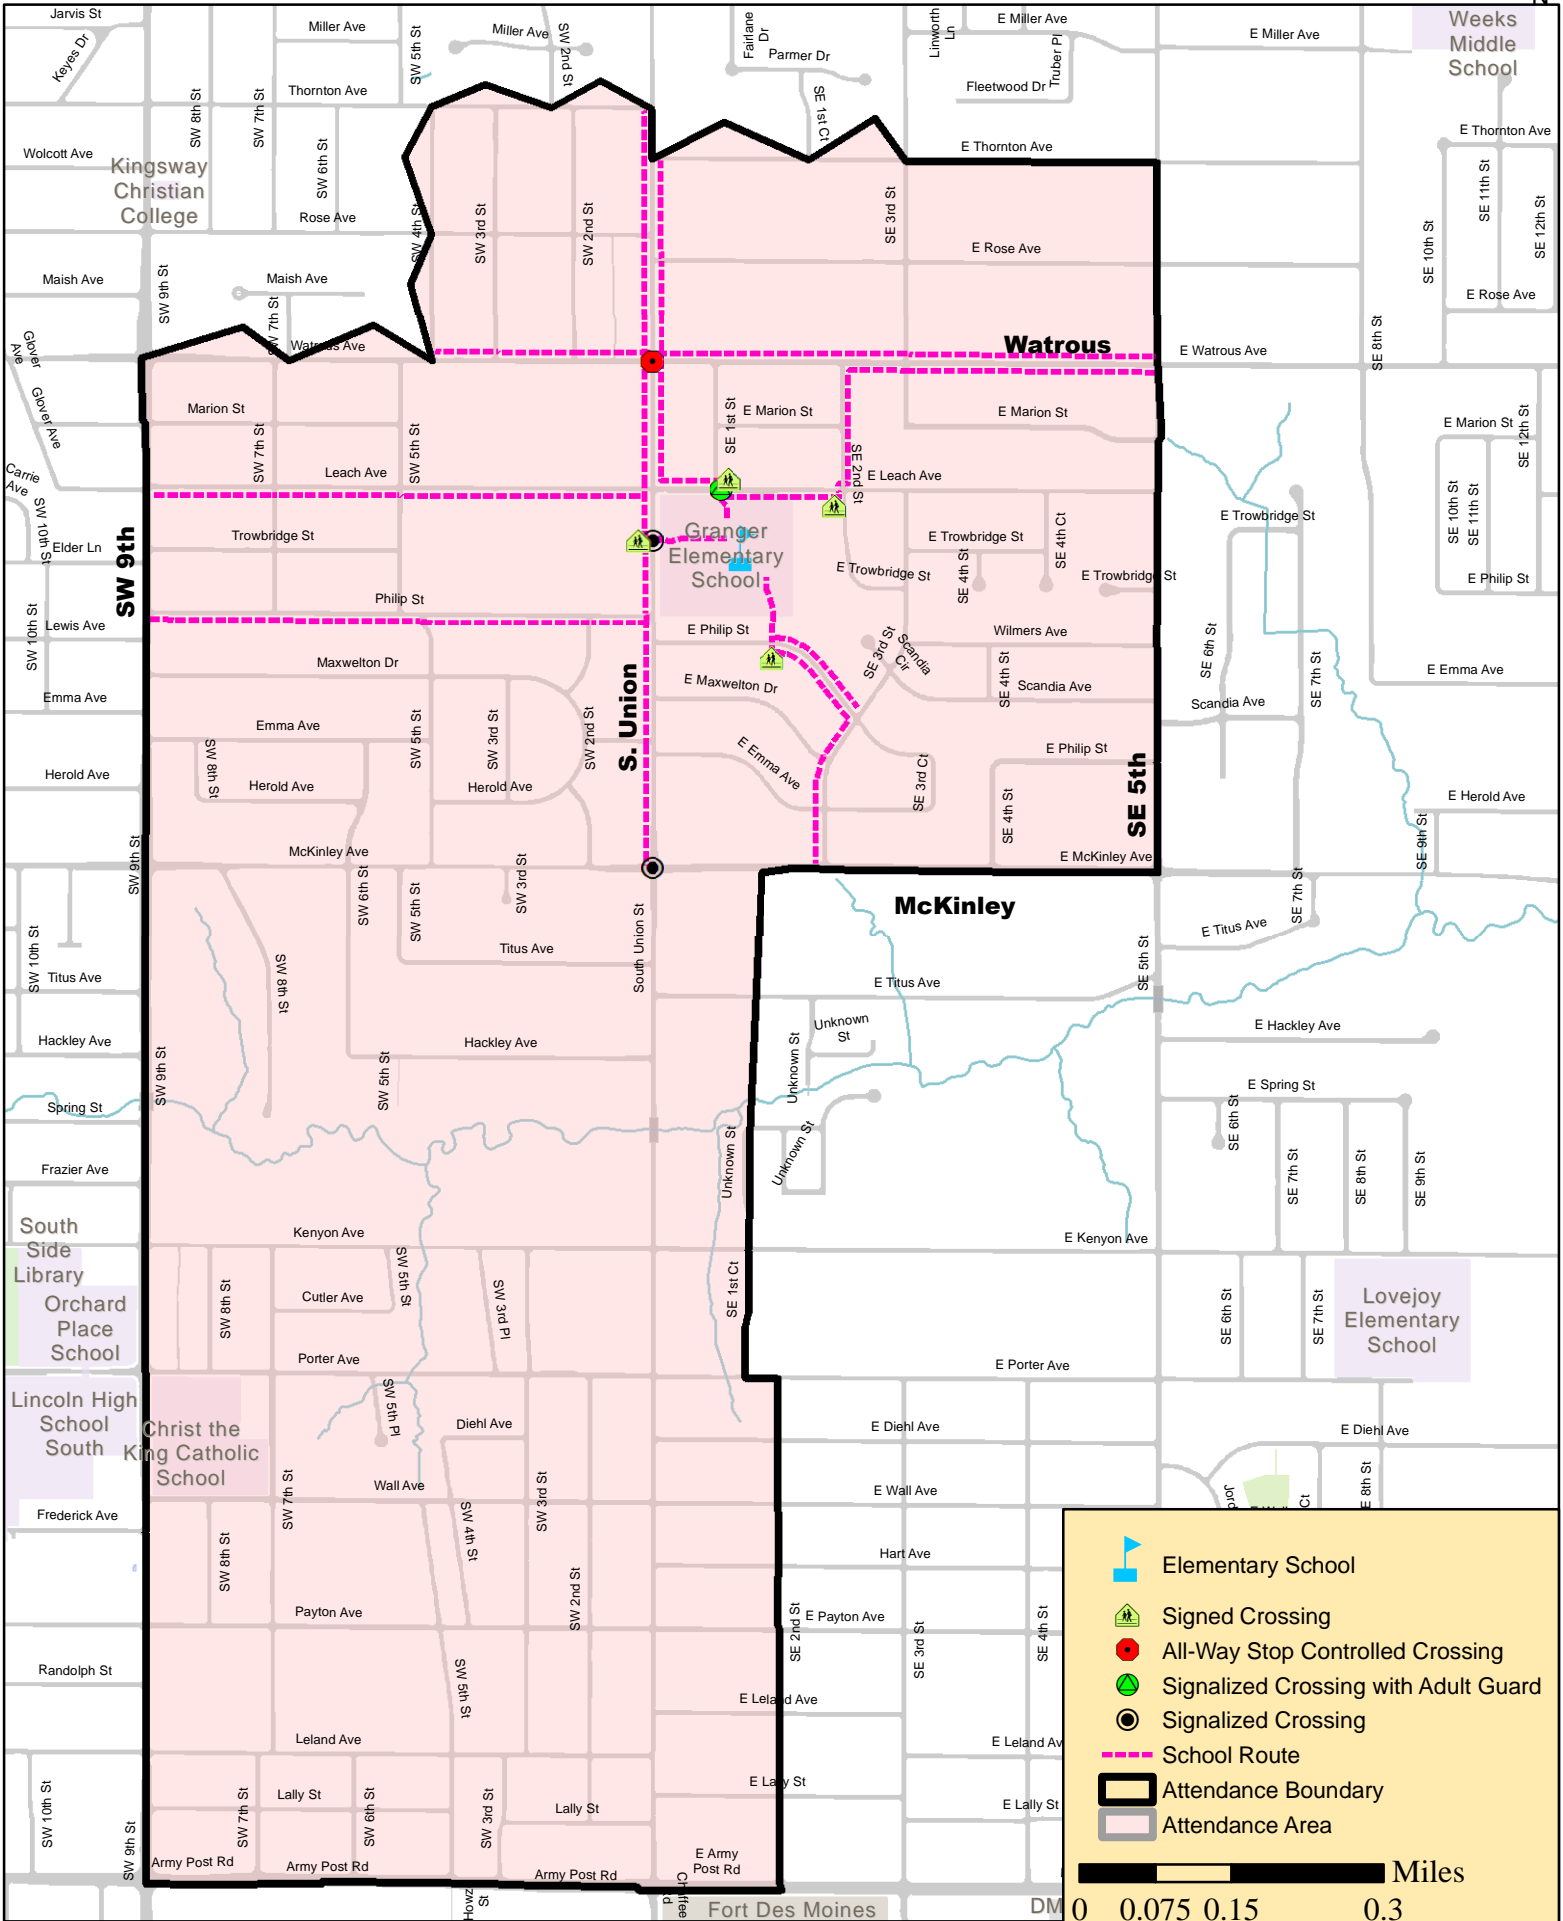 Jarvis St
Keyes Dr
Miller Ave
SW 5th St
Miller Ave
SW 2nd St
Fairlane
Dr
Parmer Dr
Linworth
Ln
E Miller Ave
Truber Pl
E Miller Ave
Weeks
Middle
School
N
Thornton Ave
SW 8th St
SW 7th St
SW 6th St
Fleetwood Dr
SE 1st Ct
E Thornton Ave
E Thornton Ave
Wolcott Ave
Kingsway
Christian
College
Rose Ave
SW 4th St
SW 3rd St
SW 2nd St
SE 3rd St
E Rose Ave
SE 10th St
SE 11th St
SE 12th St
E Rose Ave
Maish Ave
SW 9th St
Maish Ave
SW 7th St
Watrous Ave
Glover
Ave
Glover Ave
Watrous
E Watrous Ave
SE 8th St
Marion St
SW 7th St
SW 5th St
Leach Ave
SE 1st St
E Marion St
E Marion St
E Marion St
SE 12th St
Carrie
Ave
SW 10th St
SE 2nd St
E Leach Ave
SE 10th St
SE 11th St
Elder Ln
Trowbridge St
Granger
Elementary
School
E Trowbridge St
SE 4th Ct
E Trowbridge St
E Trowbridge St
SE 4th St
E Trowbridge St
E Philip St
SW 9th
Philip St
Lewis Ave
SW 10th St
E Philip St
Wilmers Ave
SE 3rd St
Scandia
Cir
SE 6th St
SE 7th St
Maxwelton Dr
E Maxwelton Dr
SE 4th St
Scandia Ave
Scandia Ave
E Emma Ave
Emma Ave
Emma Ave
S. Union
SW 5th St
SW 3rd St
SW 2nd St
E Emma Ave
E Philip St
SE 3rd Ct
SE 4th St
SE 5th
Herold Ave
SW 8th St
Herold Ave
Herold Ave
E Herold Ave
SE 9th St
SW 9th St
McKinley Ave
E McKinley Ave
SW 6th St
SW 5th St
SW 3rd St
McKinley
SE 7th St
South Union St
SW 10th St
Titus Ave
SW 8th St
Titus Ave
E Titus Ave
SE 5th St
E Titus Ave
Hackley Ave
Hackley Ave
Unknown
St
Unknown St
E Hackley Ave
SW 9th St
SW 5th St
Spring St
E Spring St
SE 6th St
Frazier Ave
Unknown St
Unknown St
SE 7th St
SE 8th St
SE 9th St
Kenyon Ave
E Kenyon Ave
South
Side
Library
SW 8th St
Cutler Ave
SW 5th St
SW 3rd Pl
SE 1st Ct
SE 6th St
SE 7th St
Orchard
Place
School
Lovejoy
Elementary
School
Porter Ave
E Porter Ave
Lincoln High
School
South
SW 5th Pl
Christ the
King Catholic
School
Diehl Ave
E Diehl Ave
E Diehl Ave
Wall Ave
SW 7th St
SW 4th St
SW 3rd St
E Wall Ave
E 8th St
Ct
Frederick Ave
SW 8th St
SW 2nd St
Hart Ave
Payton Ave
SE 2nd St
E Payton Ave
SE 3rd St
SE 4th St
Randolph St
SW 5th St
E Leland Ave
Leland Ave
E Leland Av
SW 10th St
Lally St
SW 7th St
SW 6th St
SW 3rd St
Lally St
E Lally St
E Lally St
SW 9th St
Army Post Rd
Army Post Rd
Army Post Rd
E Army
Post Rd
Howz
St
Chaffee
Rd
Fort Des Moines
DM
Elementary School
Signed Crossing
All-Way Stop Controlled Crossing
Signalized Crossing with Adult Guard
Signalized Crossing
School Route
Attendance Boundary
Attendance Area
Miles
0 0.075 0.15 0.3